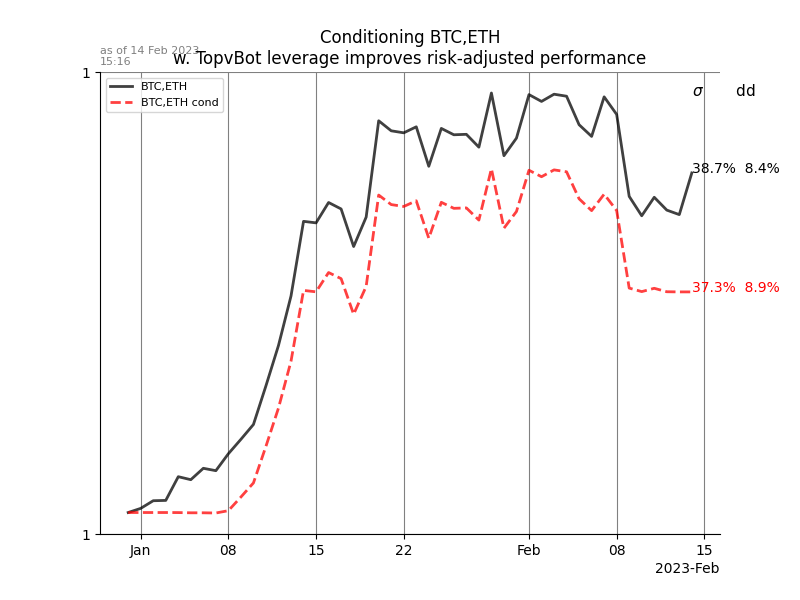 Conditioning BTC,ETH
w. TopvBot leverage improves risk-adjusted performance
as of 14 Feb 2023
15:16
1
BTC,ETH
BTC,ETH cond
σ dd
38.7% 8.4%
37.3% 8.9%
1
Jan 08 15 22 Feb 08 15
2023-Feb